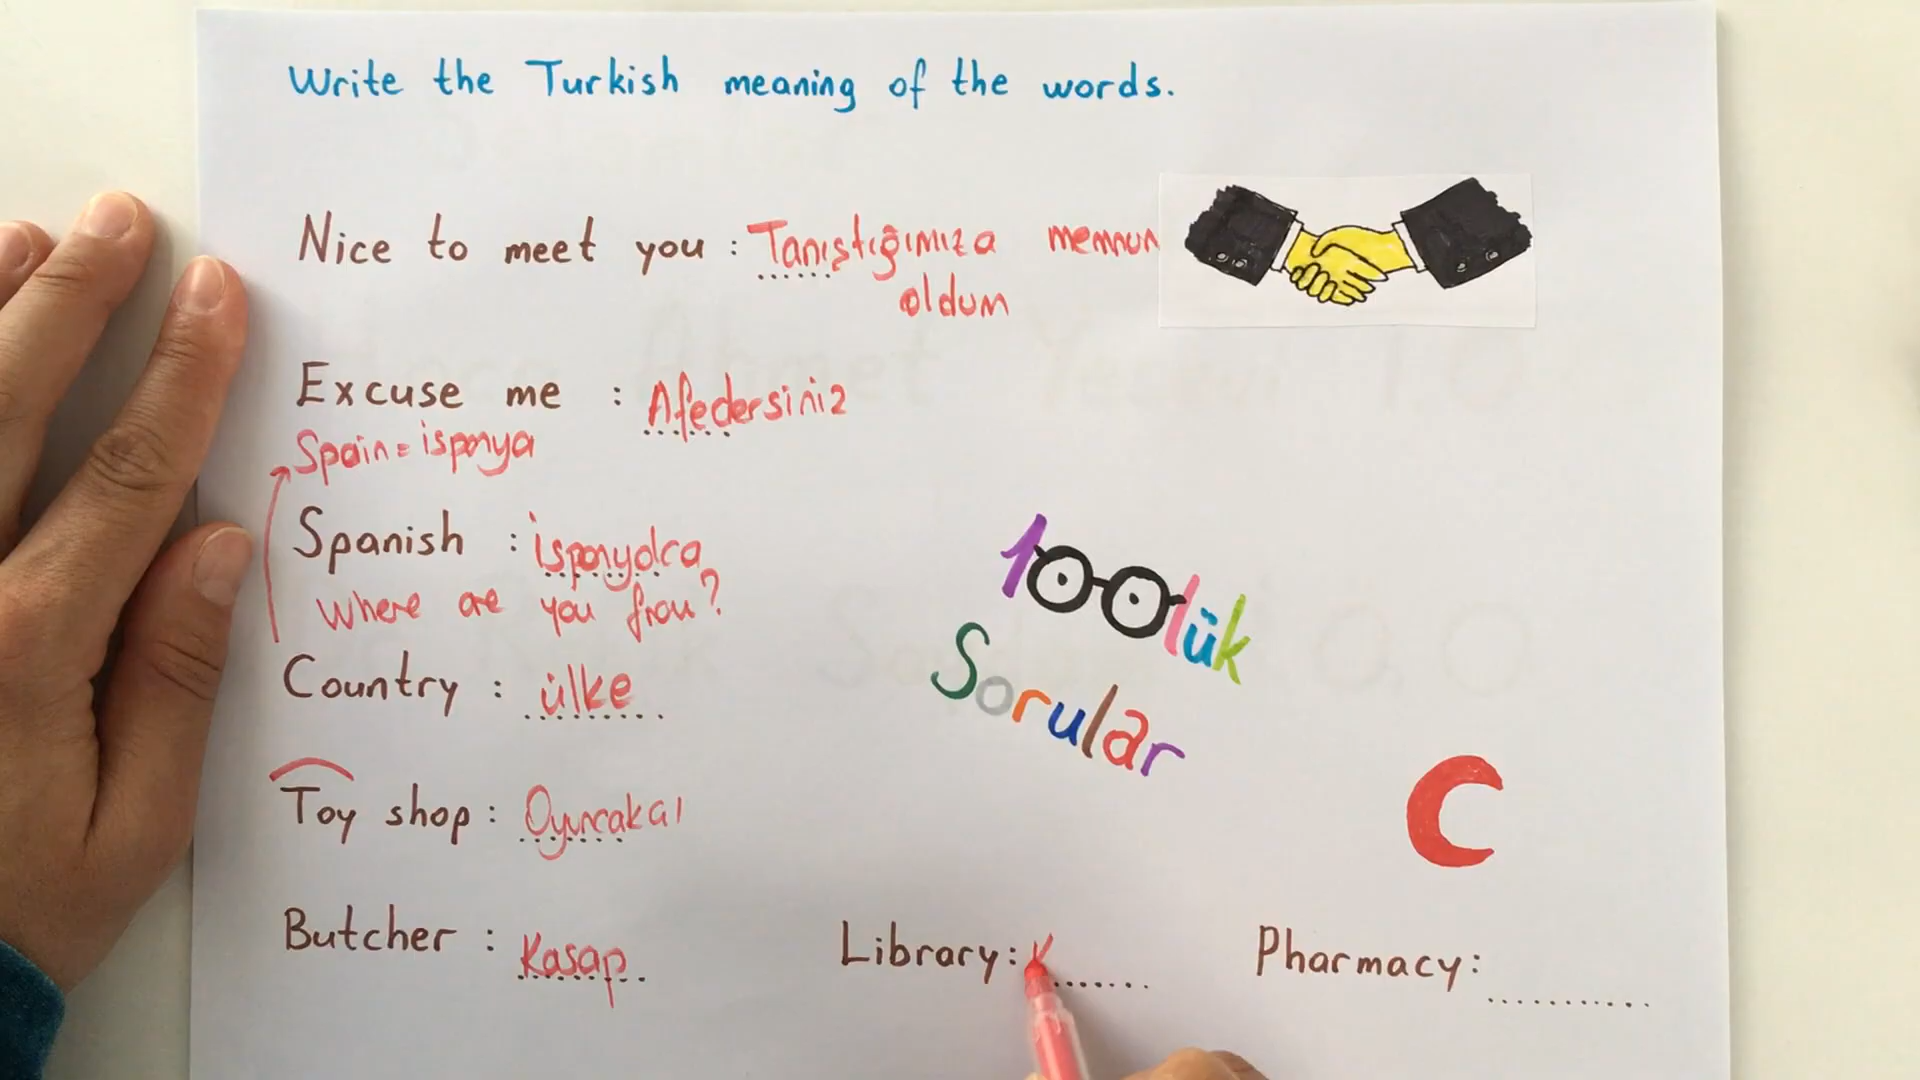 Write the Turkish meaning of the words.
Nice to meet you : Tanıştığımıza memnun
oldum
Excuse me : Afedersiniz
Spain = ispanya
Spanish : ispanyolca
Where are you from?
Country : ülke
100lük
Sorular
Toy shop : Oyuncakaı
Butcher : Kasap
Library : K
Pharmacy :